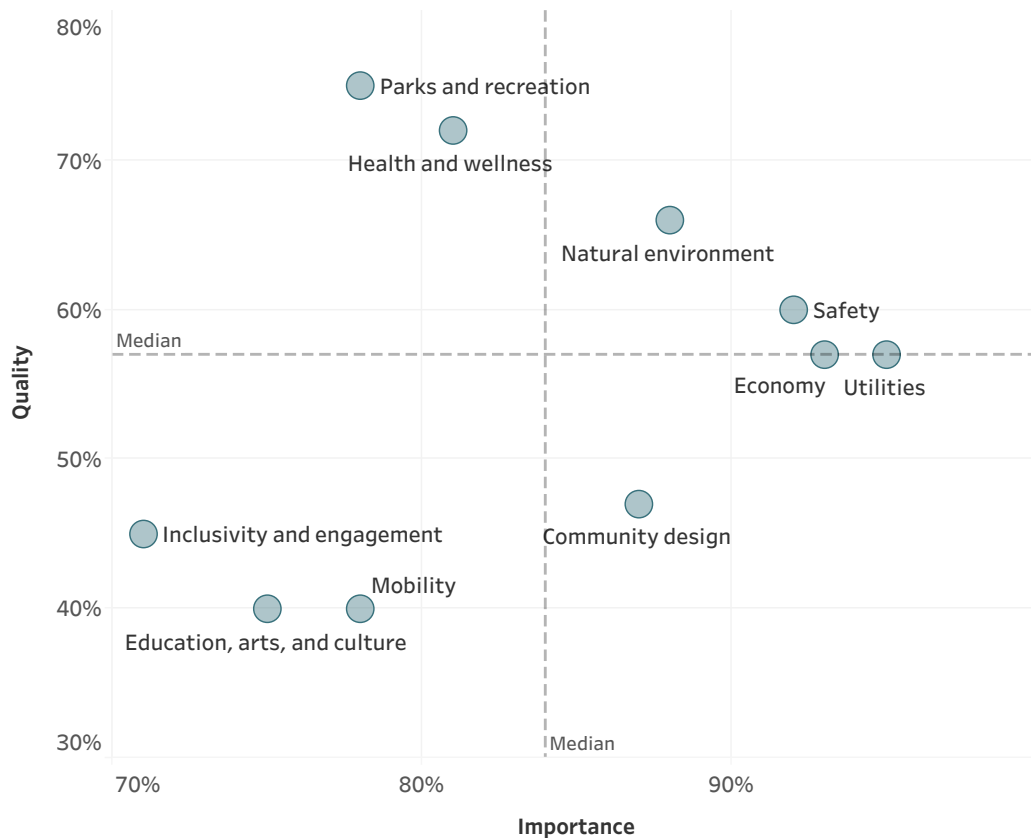 80%
Parks and recreation
70%
Health and wellness
Natural environment
60%
Safety
Median
Economy
Utilities
Quality
50%
Community design
Inclusivity and engagement
Mobility
40%
Education, arts, and culture
30%
Median
70%
80%
90%
Importance